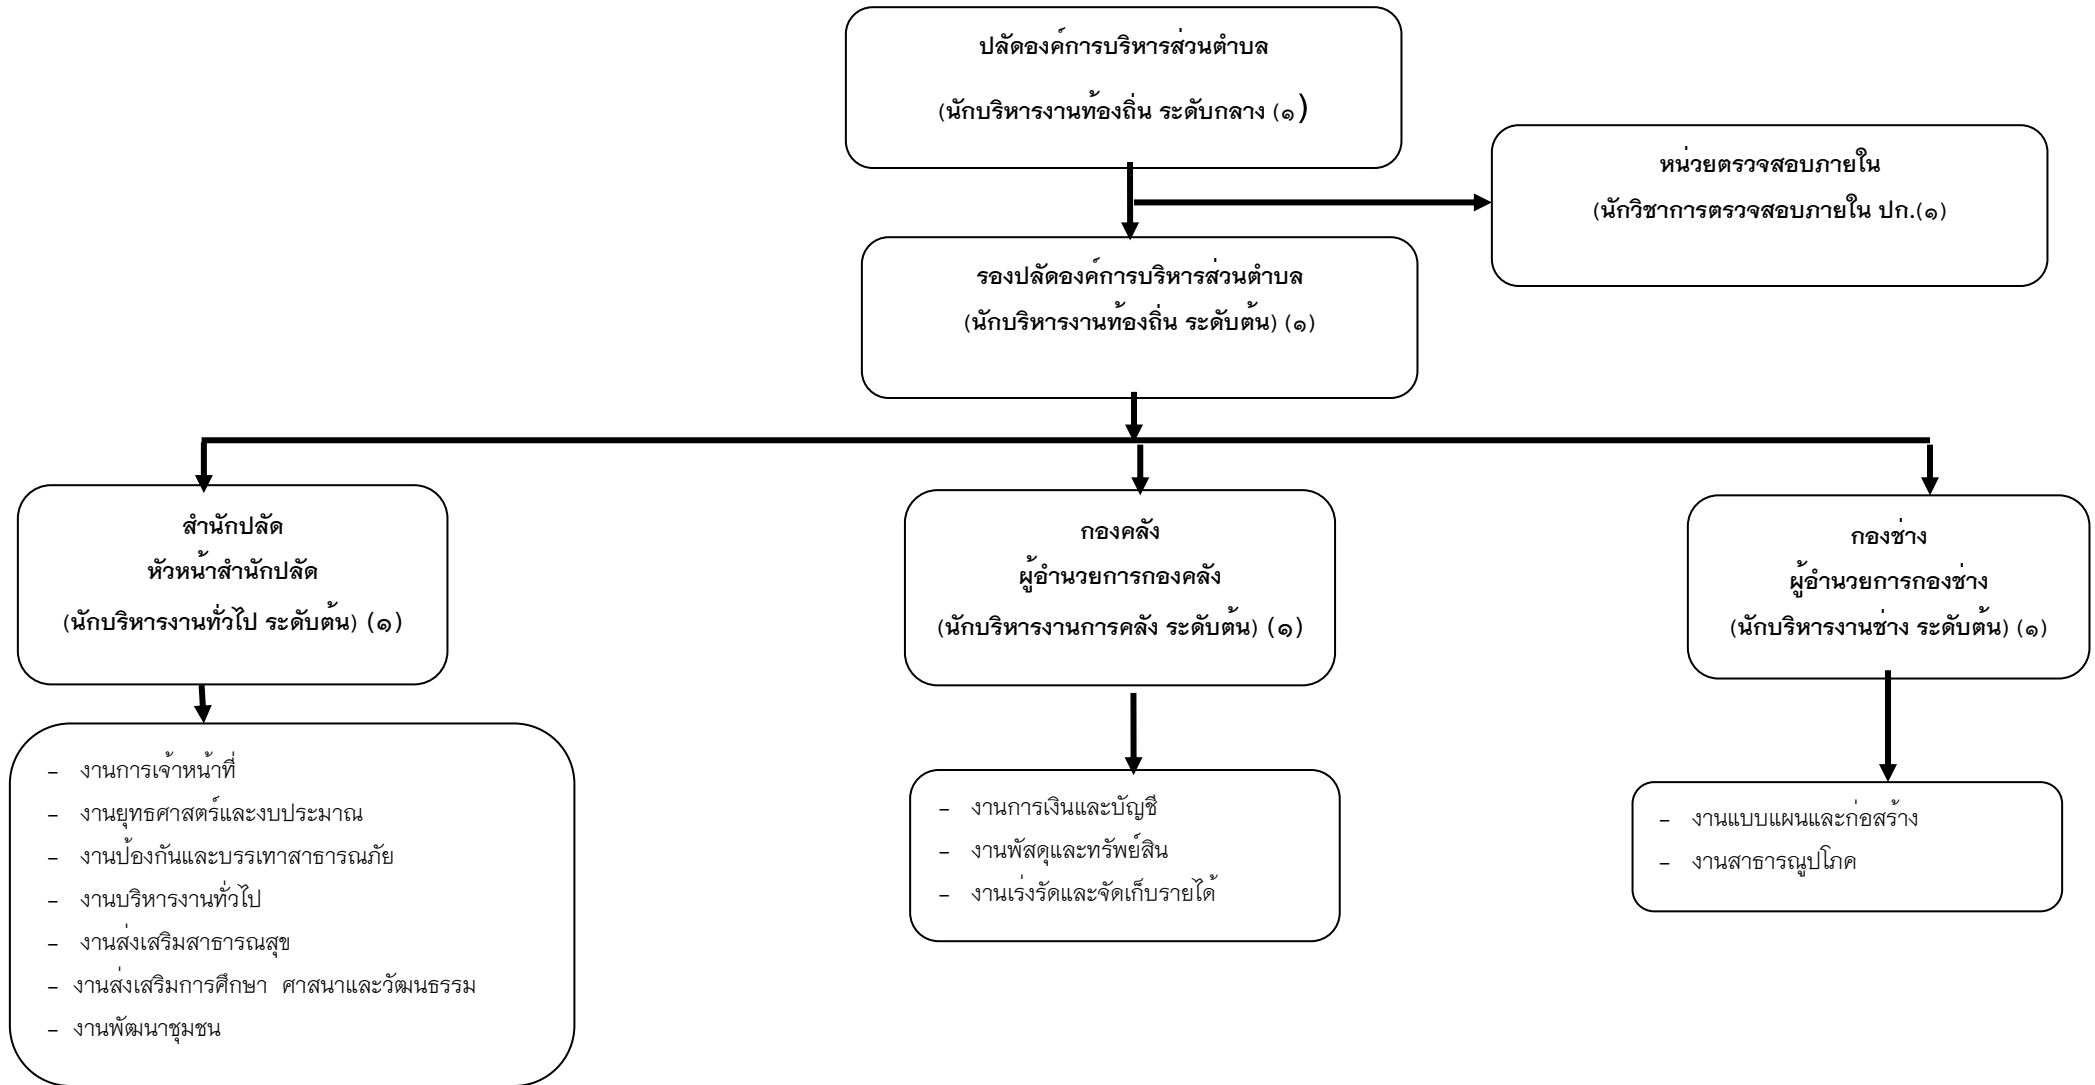 ปลัดองค์การบริหารส่วนตำบล
(นักบริหารงานท้องถิ่น ระดับกลาง (๑)
หน่วยตรวจสอบภายใน
(นักวิชาการตรวจสอบภายใน ปก.(๑)
รองปลัดองค์การบริหารส่วนตำบล
(นักบริหารงานท้องถิ่น ระดับต้น) (๑)
สำนักปลัด
หัวหน้าสำนักปลัด
(นักบริหารงานทั่วไป ระดับต้น) (๑)
กองคลัง
ผู้อำนวยการกองคลัง
(นักบริหารงานการคลัง ระดับต้น) (๑)
กองช่าง
ผู้อำนวยการกองช่าง
(นักบริหารงานช่าง ระดับต้น) (๑)
- งานการเจ้าหน้าที่
- งานยุทธศาสตร์และงบประมาณ
- งานป้องกันและบรรเทาสาธารณภัย
- งานบริหารงานทั่วไป
- งานส่งเสริมสาธารณสุข
- งานส่งเสริมการศึกษา ศาสนาและวัฒนธรรม
- งานพัฒนาชุมชน
- งานการเงินและบัญชี
- งานพัสดุและทรัพย์สิน
- งานเร่งรัดและจัดเก็บรายได้
- งานแบบแผนและก่อสร้าง
- งานสาธารณูปโภค